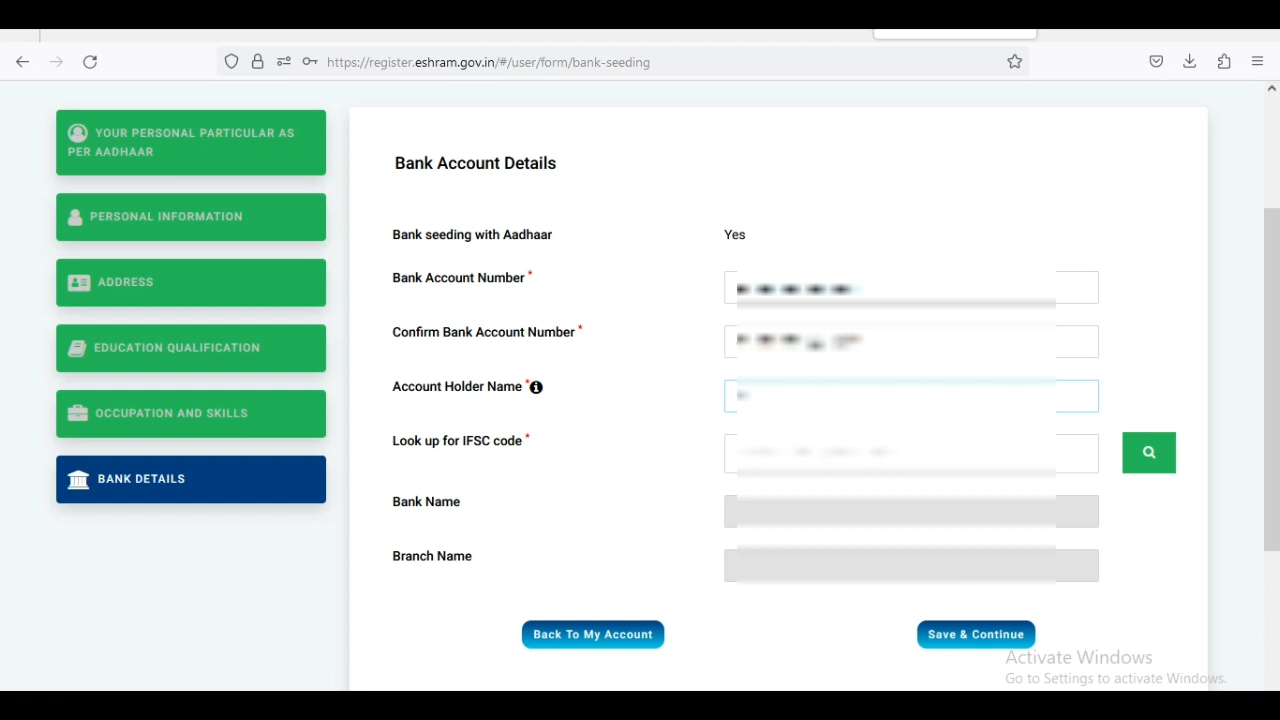 https://register.eshram.gov.in/#/user/form/bank-seeding
YOUR PERSONAL PARTICULAR AS
PER AADHAAR
PERSONAL INFORMATION
ADDRESS
EDUCATION QUALIFICATION
OCCUPATION AND SKILLS
BANK DETAILS
Bank Account Details
Bank seeding with Aadhaar Yes
Bank Account Number *
Confirm Bank Account Number *
Account Holder Name *
Look up for IFSC code *
Bank Name
Branch Name
Back To My Account Save & Continue
Activate Windows
Go to Settings to activate Windows.